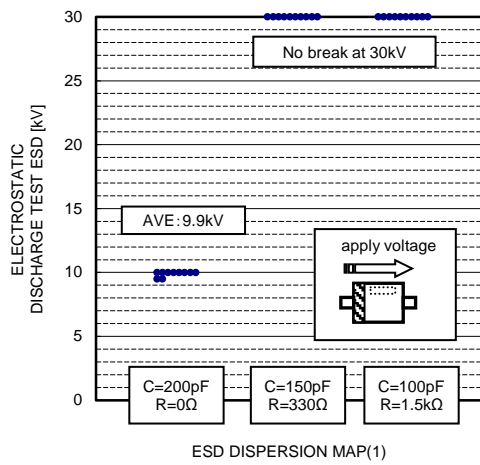 ELECTROSTATIC
DISCHARGE TEST ESD [kV]
30
25
20
15
10
5
0
No break at 30kV
AVE：9.9kV
apply voltage
C=200pF
R=0Ω
C=150pF
R=330Ω
C=100pF
R=1.5kΩ
ESD DISPERSION MAP(1)